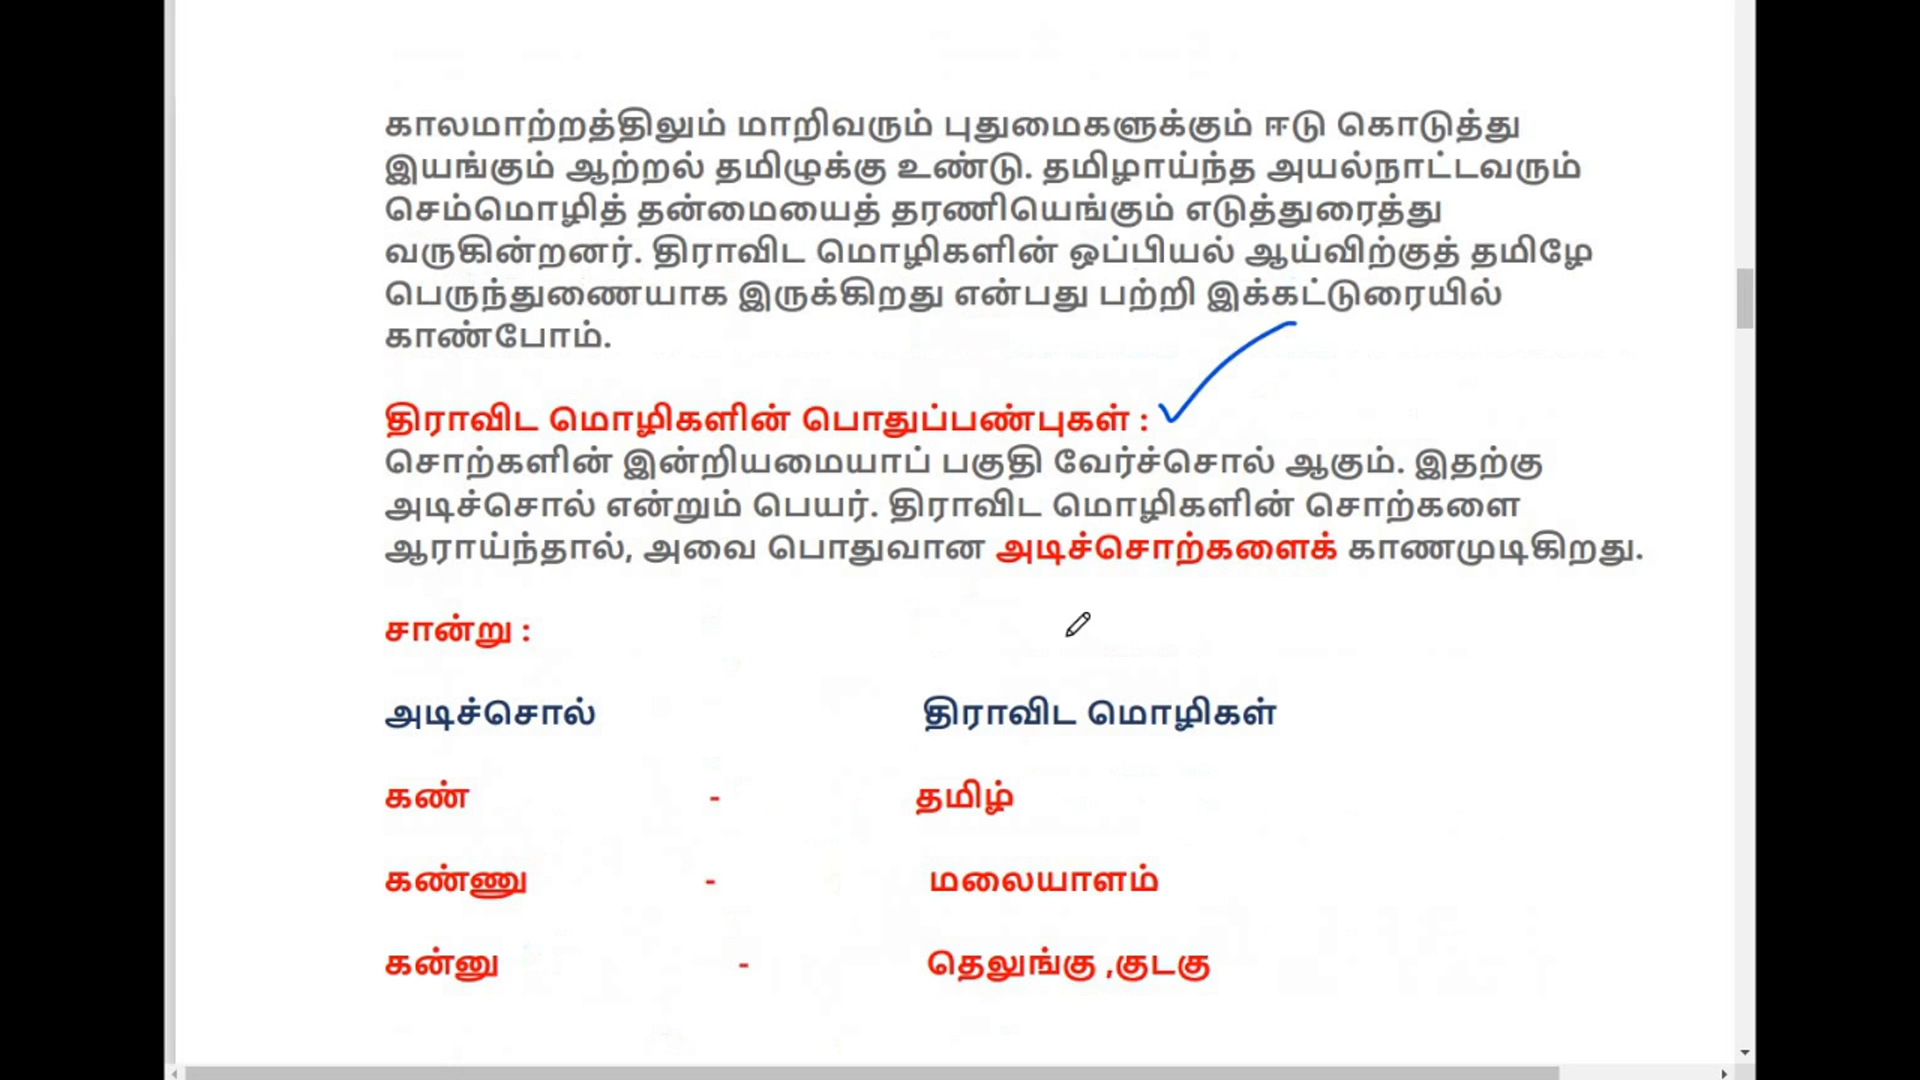 காலமாற்றத்திலும் மாறிவரும் புதுமைகளுக்கும் ஈடு கொடுத்து
இயங்கும் ஆற்றல் தமிழுக்கு உண்டு. தமிழாய்ந்த அயல்நாட்டவரும்
செம்மொழித் தன்மையைத் தரணியெங்கும் எடுத்துரைத்து
வருகின்றனர். திராவிட மொழிகளின் ஒப்பியல் ஆய்விற்குத் தமிழே
பெருந்துணையாக இருக்கிறது என்பது பற்றி இக்கட்டுரையில்
காண்போம்.
திராவிட மொழிகளின் பொதுப்பண்புகள் :
சொற்களின் இன்றியமையாப் பகுதி வேர்ச்சொல் ஆகும். இதற்கு
அடிச்சொல் என்றும் பெயர். திராவிட மொழிகளின் சொற்களை
ஆராய்ந்தால், அவை பொதுவான அடிச்சொற்களைக் காணமுடிகிறது.
சான்று :
அடிச்சொல் திராவிட மொழிகள்
கண் - தமிழ்
கண்ணு - மலையாளம்
கன்னு - தெலுங்கு ,குடகு